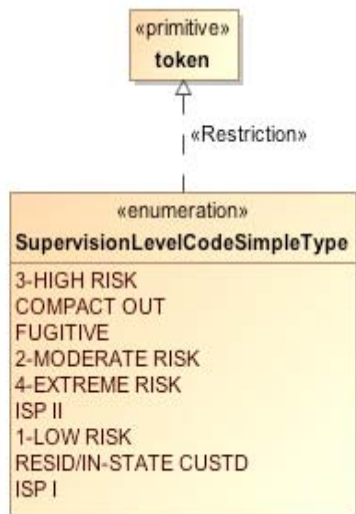 «primitive»
token
«Restriction»
«enumeration»
SupervisionLevelCodeSimpleType
3-HIGH RISK
COMPACT OUT
FUGITIVE
2-MODERATE RISK
4-EXTREME RISK
ISP II
1-LOW RISK
RESID/IN-STATE CUSTD
ISP I